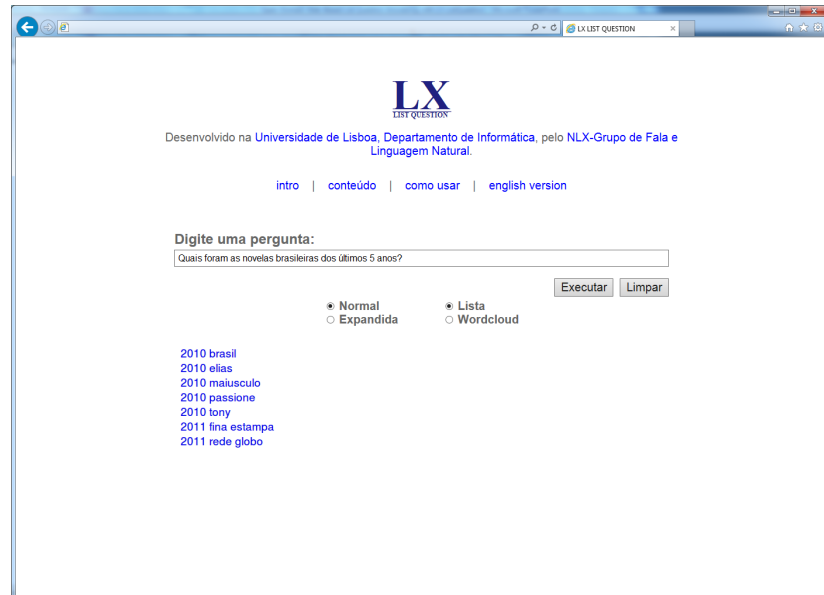 LX LIST QUESTION
LX
LIST QUESTION
Desenvolvido na Universidade de Lisboa, Departamento de Informática, pelo NLX-Grupo de Fala e
Linguagem Natural.
intro | conteúdo | como usar | english version
Digite uma pergunta:
Quais foram as novelas brasileiras dos últimos 5 anos?
Executar Limpar
Normal Lista
Expandida Wordcloud
2010 brasil
2010 elias
2010 maiusculo
2010 passione
2010 tony
2011 fina estampa
2011 rede globo